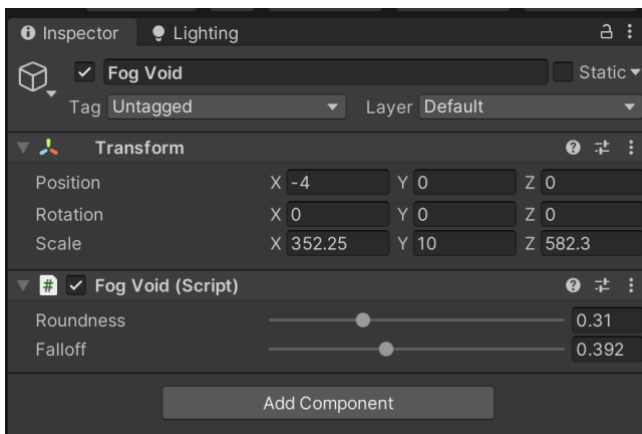 Inspector Lighting
Fog Void Static
Tag Untagged Layer Default
Transform
Position X -4 Y 0 Z 0
Rotation X 0 Y 0 Z 0
Scale X 352.25 Y 10 Z 582.3
# Fog Void (Script)
Roundness 0.31
Falloff 0.392
Add Component